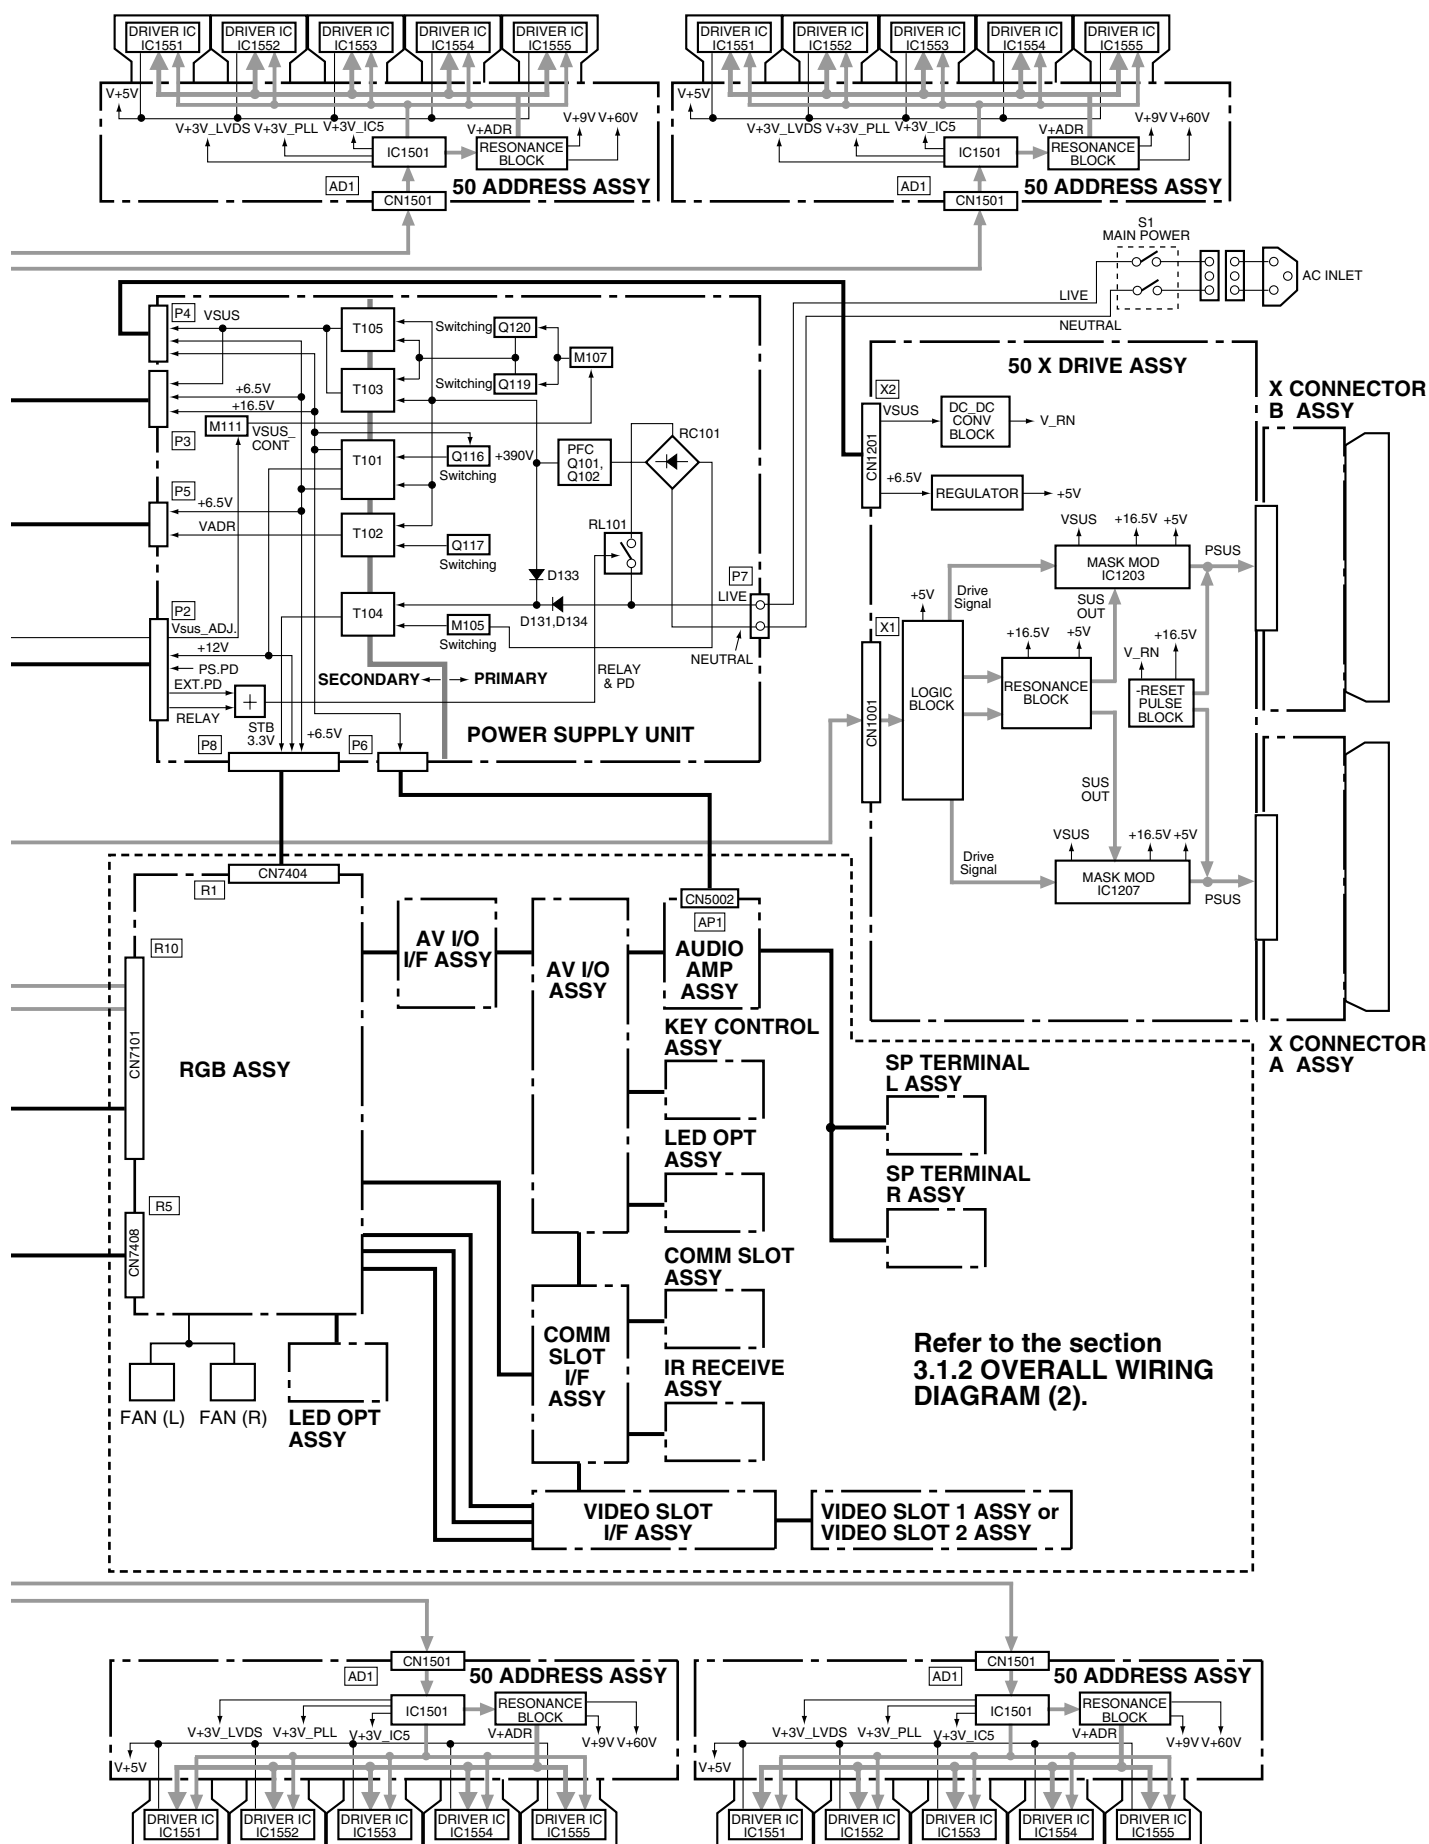 DRIVER IC
IC1551
DRIVER IC
IC1552
DRIVER IC
IC1553
DRIVER IC
IC1554
DRIVER IC
IC1555
V+5V
V+3V_LVDS
V+3V_PLL
V+3V_IC5
V+ADR
V+9V
V+60V
IC1501
RESONANCE
BLOCK
AD1
50 ADDRESS ASSY
CN1501
DRIVER IC
IC1551
DRIVER IC
IC1552
DRIVER IC
IC1553
DRIVER IC
IC1554
DRIVER IC
IC1555
V+5V
V+3V_LVDS
V+3V_PLL
V+3V_IC5
V+ADR
V+9V
V+60V
IC1501
RESONANCE
BLOCK
AD1
50 ADDRESS ASSY
CN1501
S1
MAIN POWER
AC INLET
LIVE
NEUTRAL
P4
VSUS
T105
Switching
Q120
M107
T103
Switching
Q119
+6.5V
+16.5V
M111
VSUS_
CONT
P3
T101
Q116
Switching
+390V
PFC
Q101,
Q102
RC101
P5
+6.5V
VADR
T102
Q117
Switching
RL101
D133
P7
LIVE
P2
Vsus_ADJ.
T104
D131,D134
M105
Switching
NEUTRAL
+12V
PS.PD
EXT.PD
RELAY
+
SECONDARY
PRIMARY
RELAY
& PD
STB
3.3V
+6.5V
P8
P6
POWER SUPPLY UNIT
50 X DRIVE ASSY
X CONNECTOR
B ASSY
X2
VSUS
DC_DC
CONV
BLOCK
V_RN
CN1201
+6.5V
REGULATOR
+5V
VSUS
+16.5V
+5V
MASK MOD
IC1203
PSUS
Drive
Signal
SUS
OUT
+5V
X1
+16.5V
+5V
+16.5V
V_RN
LOGIC
BLOCK
RESONANCE
BLOCK
-RESET
PULSE
BLOCK
CN1001
SUS
OUT
VSUS
+16.5V
+5V
Drive
Signal
MASK MOD
IC1207
PSUS
X CONNECTOR
A ASSY
CN7404
R1
R10
CN7101
RGB ASSY
R5
CN7408
AV I/O
I/F ASSY
AV I/O
ASSY
CN5002
AP1
AUDIO
AMP
ASSY
KEY CONTROL
ASSY
LED OPT
ASSY
SP TERMINAL
L ASSY
SP TERMINAL
R ASSY
COMM SLOT
ASSY
COMM
SLOT
I/F
ASSY
IR RECEIVE
ASSY
FAN (L)
FAN (R)
LED OPT
ASSY
VIDEO SLOT
I/F ASSY
VIDEO SLOT 1 ASSY or
VIDEO SLOT 2 ASSY
Refer to the section
3.1.2 OVERALL WIRING
DIAGRAM (2).
CN1501
AD1
50 ADDRESS ASSY
IC1501
RESONANCE
BLOCK
V+3V_LVDS
V+3V_PLL
V+3V_IC5
V+ADR
V+9V
V+60V
V+5V
DRIVER IC
IC1551
DRIVER IC
IC1552
DRIVER IC
IC1553
DRIVER IC
IC1554
DRIVER IC
IC1555
CN1501
AD1
50 ADDRESS ASSY
IC1501
RESONANCE
BLOCK
V+3V_LVDS
V+3V_PLL
V+3V_IC5
V+ADR
V+9V
V+60V
V+5V
DRIVER IC
IC1551
DRIVER IC
IC1552
DRIVER IC
IC1553
DRIVER IC
IC1554
DRIVER IC
IC1555